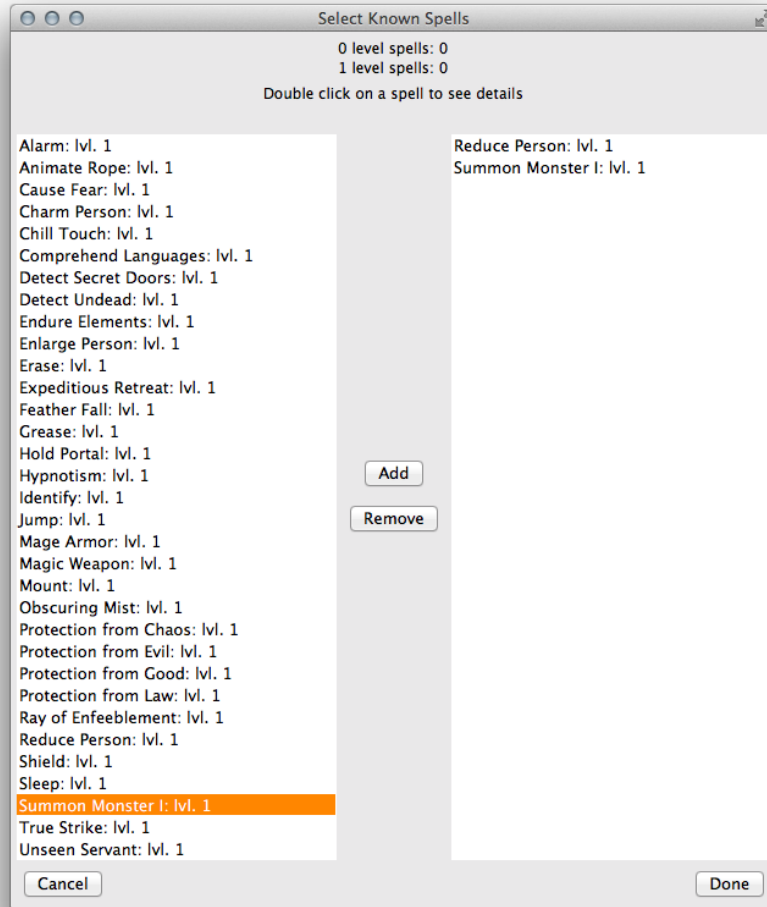 Select Known Spells
0 level spells: 0
1 level spells: 0
Double click on a spell to see details
Alarm: lvl. 1
Animate Rope: lvl. 1
Cause Fear: lvl. 1
Charm Person: lvl. 1
Chill Touch: lvl. 1
Comprehend Languages: lvl. 1
Detect Secret Doors: lvl. 1
Detect Undead: lvl. 1
Endure Elements: lvl. 1
Enlarge Person: lvl. 1
Erase: lvl. 1
Expeditious Retreat: lvl. 1
Feather Fall: lvl. 1
Grease: lvl. 1
Hold Portal: lvl. 1
Hypnotism: lvl. 1
Identify: lvl. 1
Jump: lvl. 1
Mage Armor: lvl. 1
Magic Weapon: lvl. 1
Mount: lvl. 1
Obscuring Mist: lvl. 1
Protection from Chaos: lvl. 1
Protection from Evil: lvl. 1
Protection from Good: lvl. 1
Protection from Law: lvl. 1
Ray of Enfeeblement: lvl. 1
Reduce Person: lvl. 1
Shield: lvl. 1
Sleep: lvl. 1
Summon Monster I: lvl. 1
True Strike: lvl. 1
Unseen Servant: lvl. 1
Add
Remove
Reduce Person: lvl. 1
Summon Monster I: lvl. 1
Cancel
Done